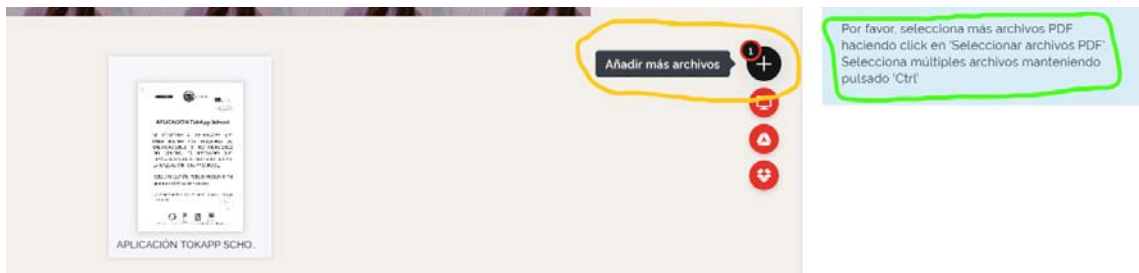 Añadir más archivos
1
APLICACIÓN TokApp School
APLICACIÓN TOKAPP SCHO...
Por favor, selecciona más archivos PDF
haciendo click en 'Seleccionar archivos PDF'.
Selecciona múltiples archivos manteniendo
pulsado 'Ctrl'